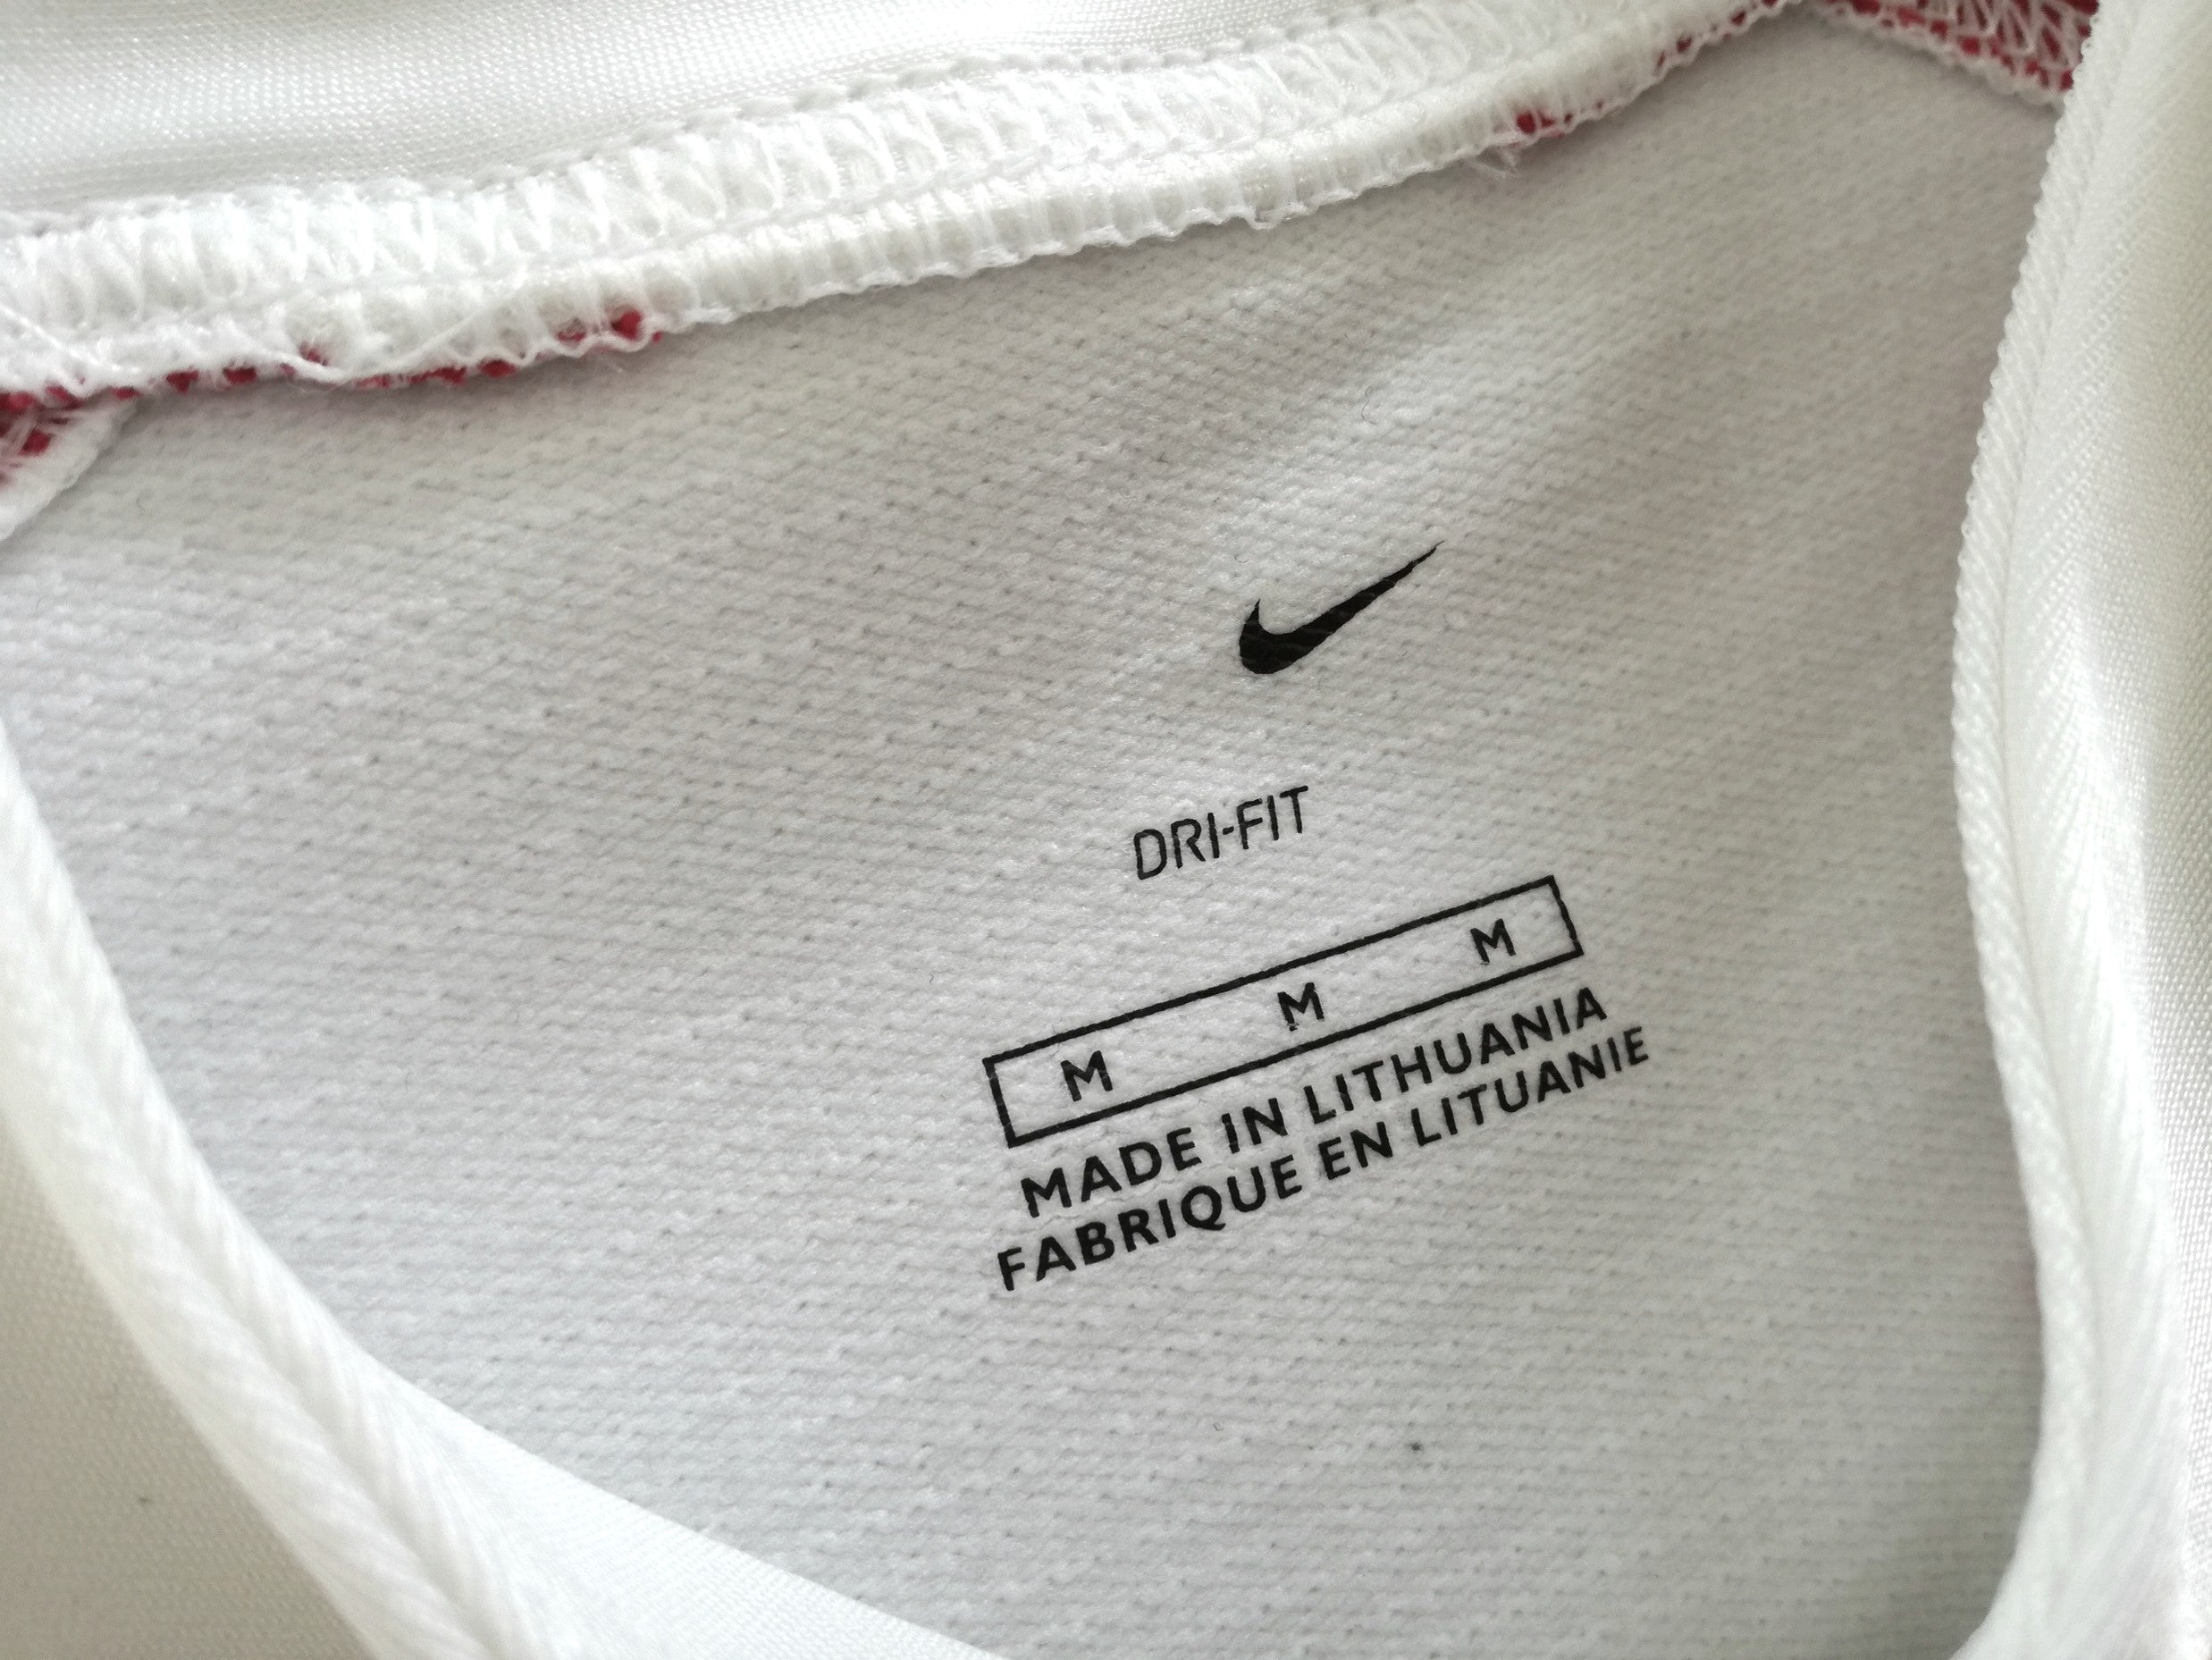 DRI-FIT
M M M
MADE IN LITHUANIA
FABRIQUE EN LITUANIE